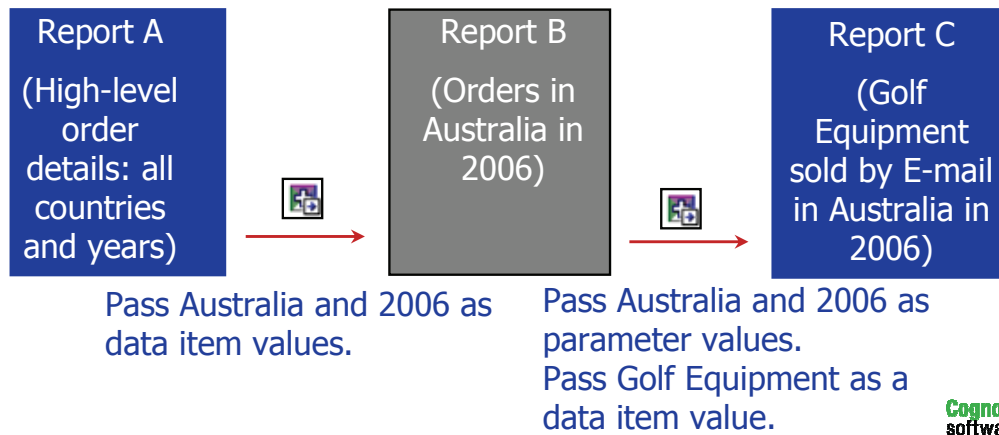 Report A
(High-level
order
details: all
countries
and years)
Report B
(Orders in
Australia in
2006)
Report C
(Golf
Equipment
sold by E-mail
in Australia in
2006)
Pass Australia and 2006 as
data item values.
Pass Australia and 2006 as
parameter values.
Pass Golf Equipment as a
data item value.